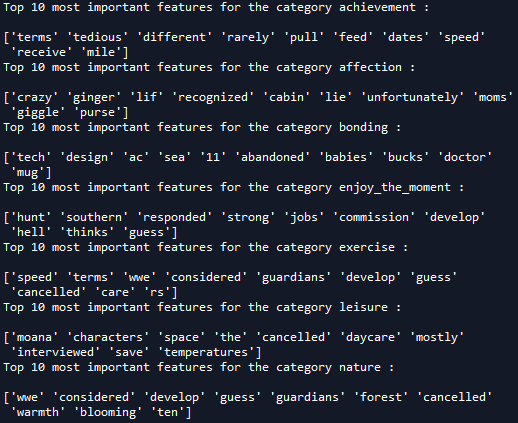 Top 10 most important features for the category achievement :
['terms' 'tedious' 'different' 'rarely' 'pull' 'feed' 'dates' 'speed'
'receive' 'mile']
Top 10 most important features for the category affection :
['crazy' 'ginger' 'lif' 'recognized' 'cabin' 'lie' 'unfortunately' 'moms'
'giggle' 'purse']
Top 10 most important features for the category bonding :
['tech' 'design' 'ac' 'sea' '11' 'abandoned' 'babies' 'bucks' 'doctor'
'mug']
Top 10 most important features for the category enjoy_the_moment :
['hunt' 'southern' 'responded' 'strong' 'jobs' 'commission' 'develop'
'hell' 'thinks' 'guess']
Top 10 most important features for the category exercise :
['speed' 'terms' 'wwe' 'considered' 'guardians' 'develop' 'guess'
'cancelled' 'care' 'rs']
Top 10 most important features for the category leisure :
['moana' 'characters' 'space' 'the' 'cancelled' 'daycare' 'mostly'
'interviewed' 'save' 'temperatures']
Top 10 most important features for the category nature :
['wwe' 'considered' 'develop' 'guess' 'guardians' 'forest' 'cancelled'
'warmth' 'blooming' 'ten']